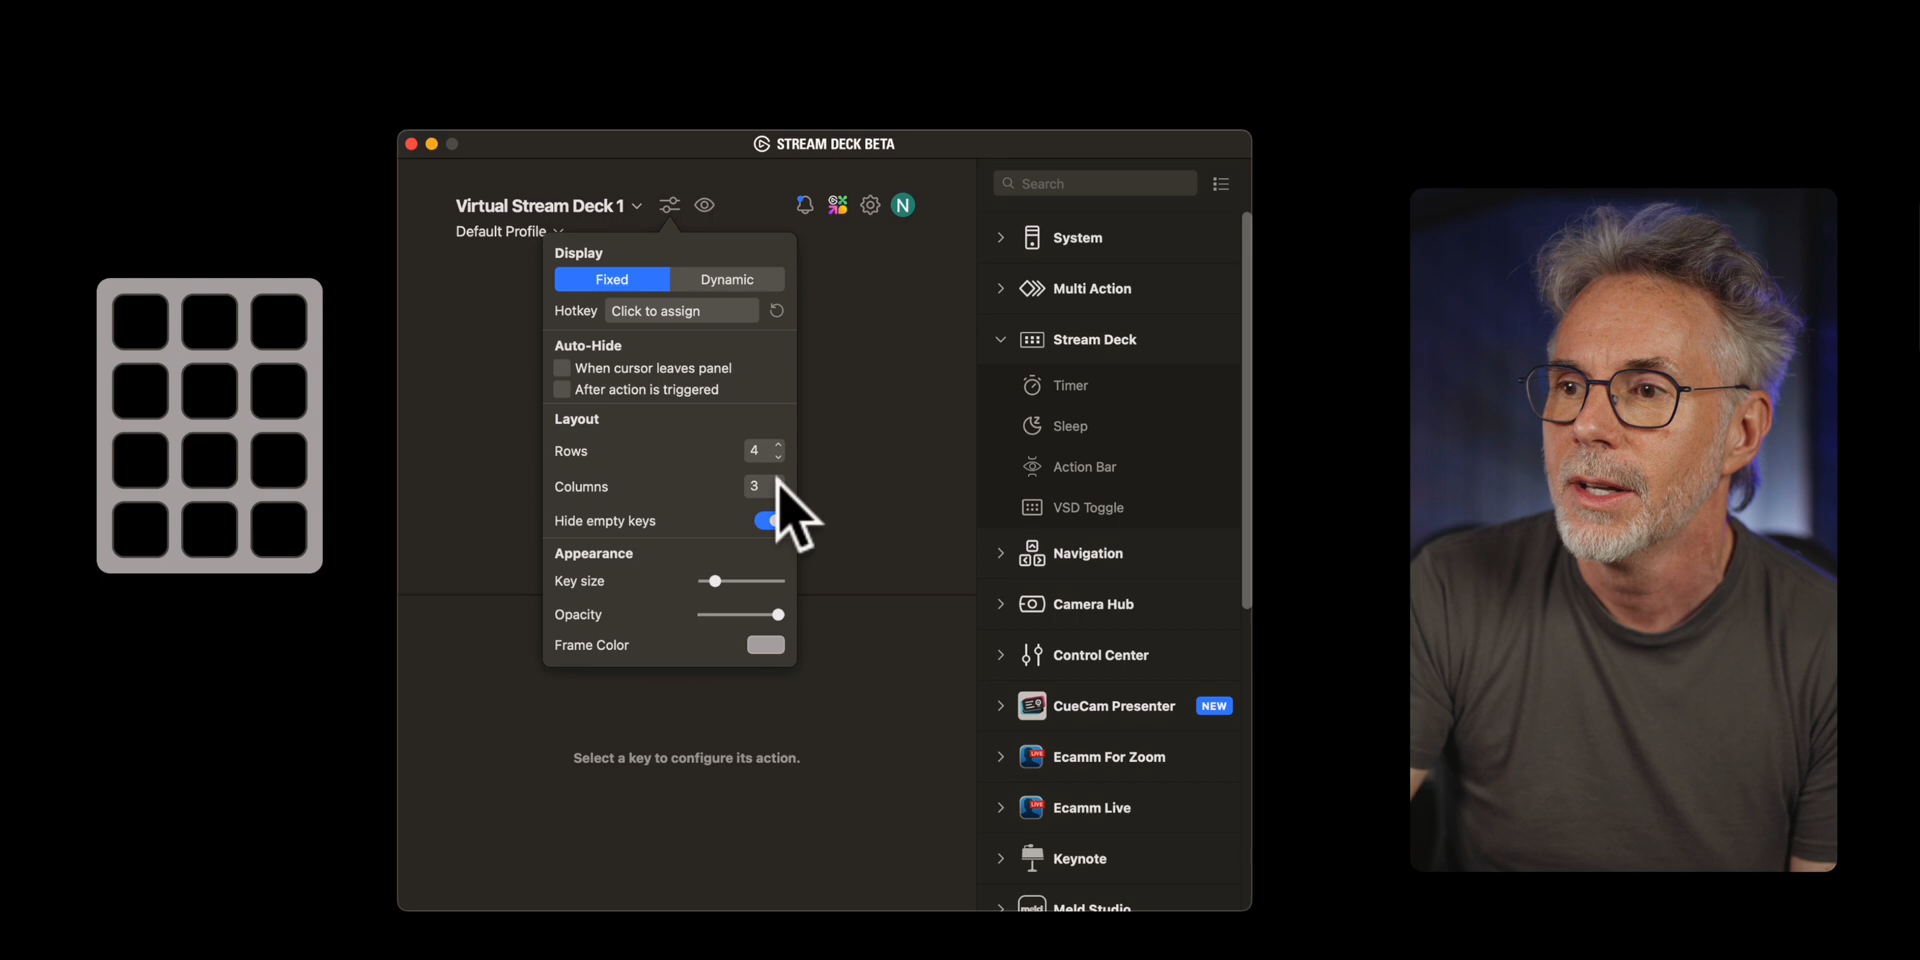 STREAM DECK BETA
Virtual Stream Deck 1
N
Default Profile
Display
Fixed
Dynamic
Hotkey
Click to assign
Auto-Hide
When cursor leaves panel
After action is triggered
Layout
Rows
4
Columns
3
Hide empty keys
Appearance
Key size
Opacity
Frame Color
Select a key to configure its action.
Search
System
Multi Action
Stream Deck
Timer
Sleep
Action Bar
VSD Toggle
Navigation
Camera Hub
Control Center
CueCam Presenter
NEW
LIVE
Ecamm For Zoom
LIVE
Ecamm Live
Keynote
meld
Meld Studio